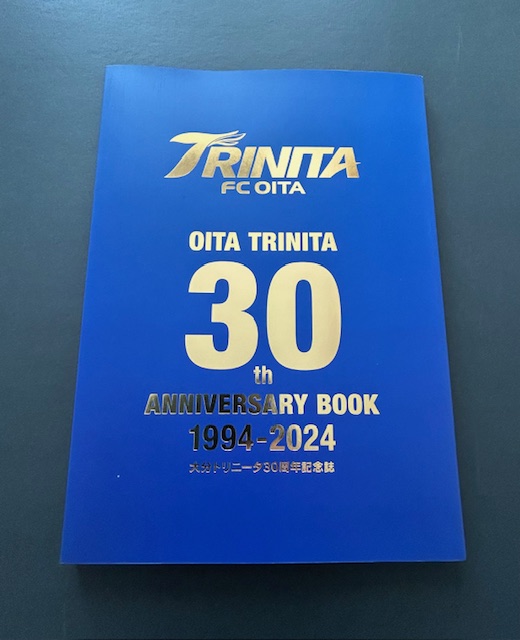 TRINITA
FC OITA
OITA TRINITA
30
th
ANNIVERSARY BOOK
1994-2024
大分トリニータ30周年記念誌